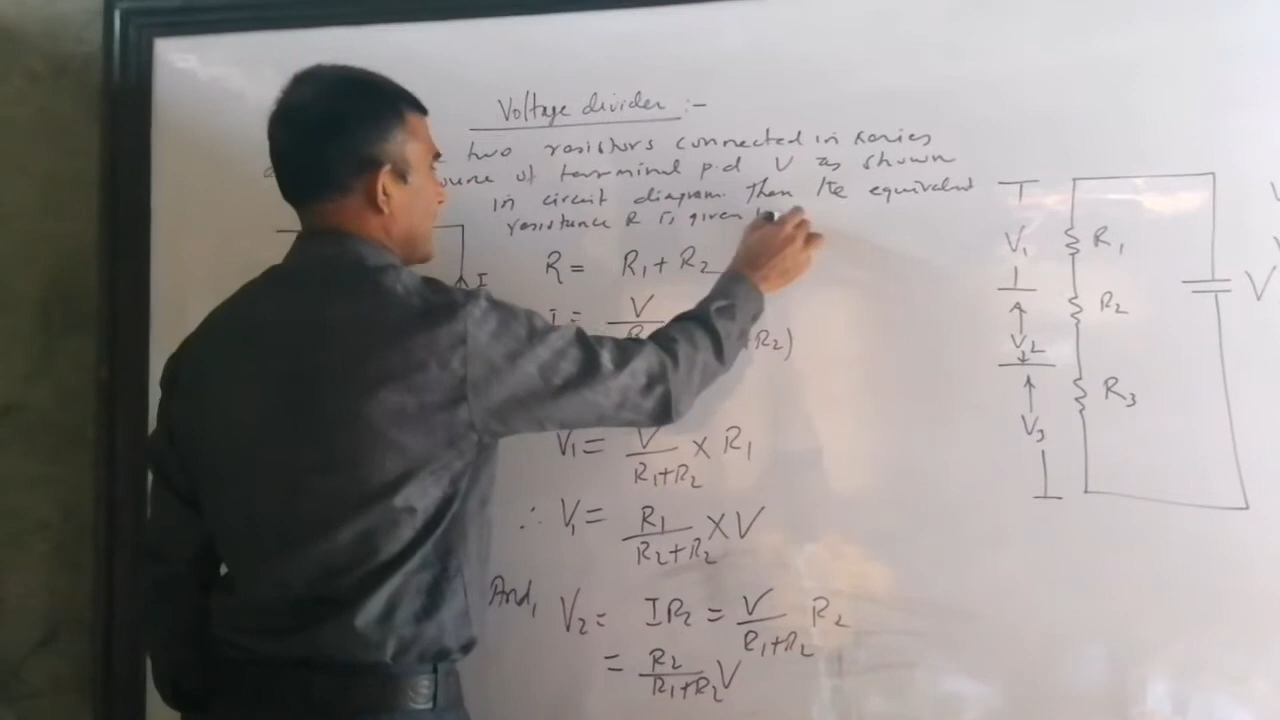 Voltage divider :-
two resistors connected in series
of terminal p.d V as shown
in circuit diagram. Then the equivalent
resistance R is given
R = R1 + R2
I
I = V
R2)
V1 = V / R1+R2 × R1
∴ V1 = R1 / R2+R2 × V
And, V2 = IR2 = V / R1+R2 R2
= R2 / R1+R2 V
V1 R1
R2 V
V2
R3
V3